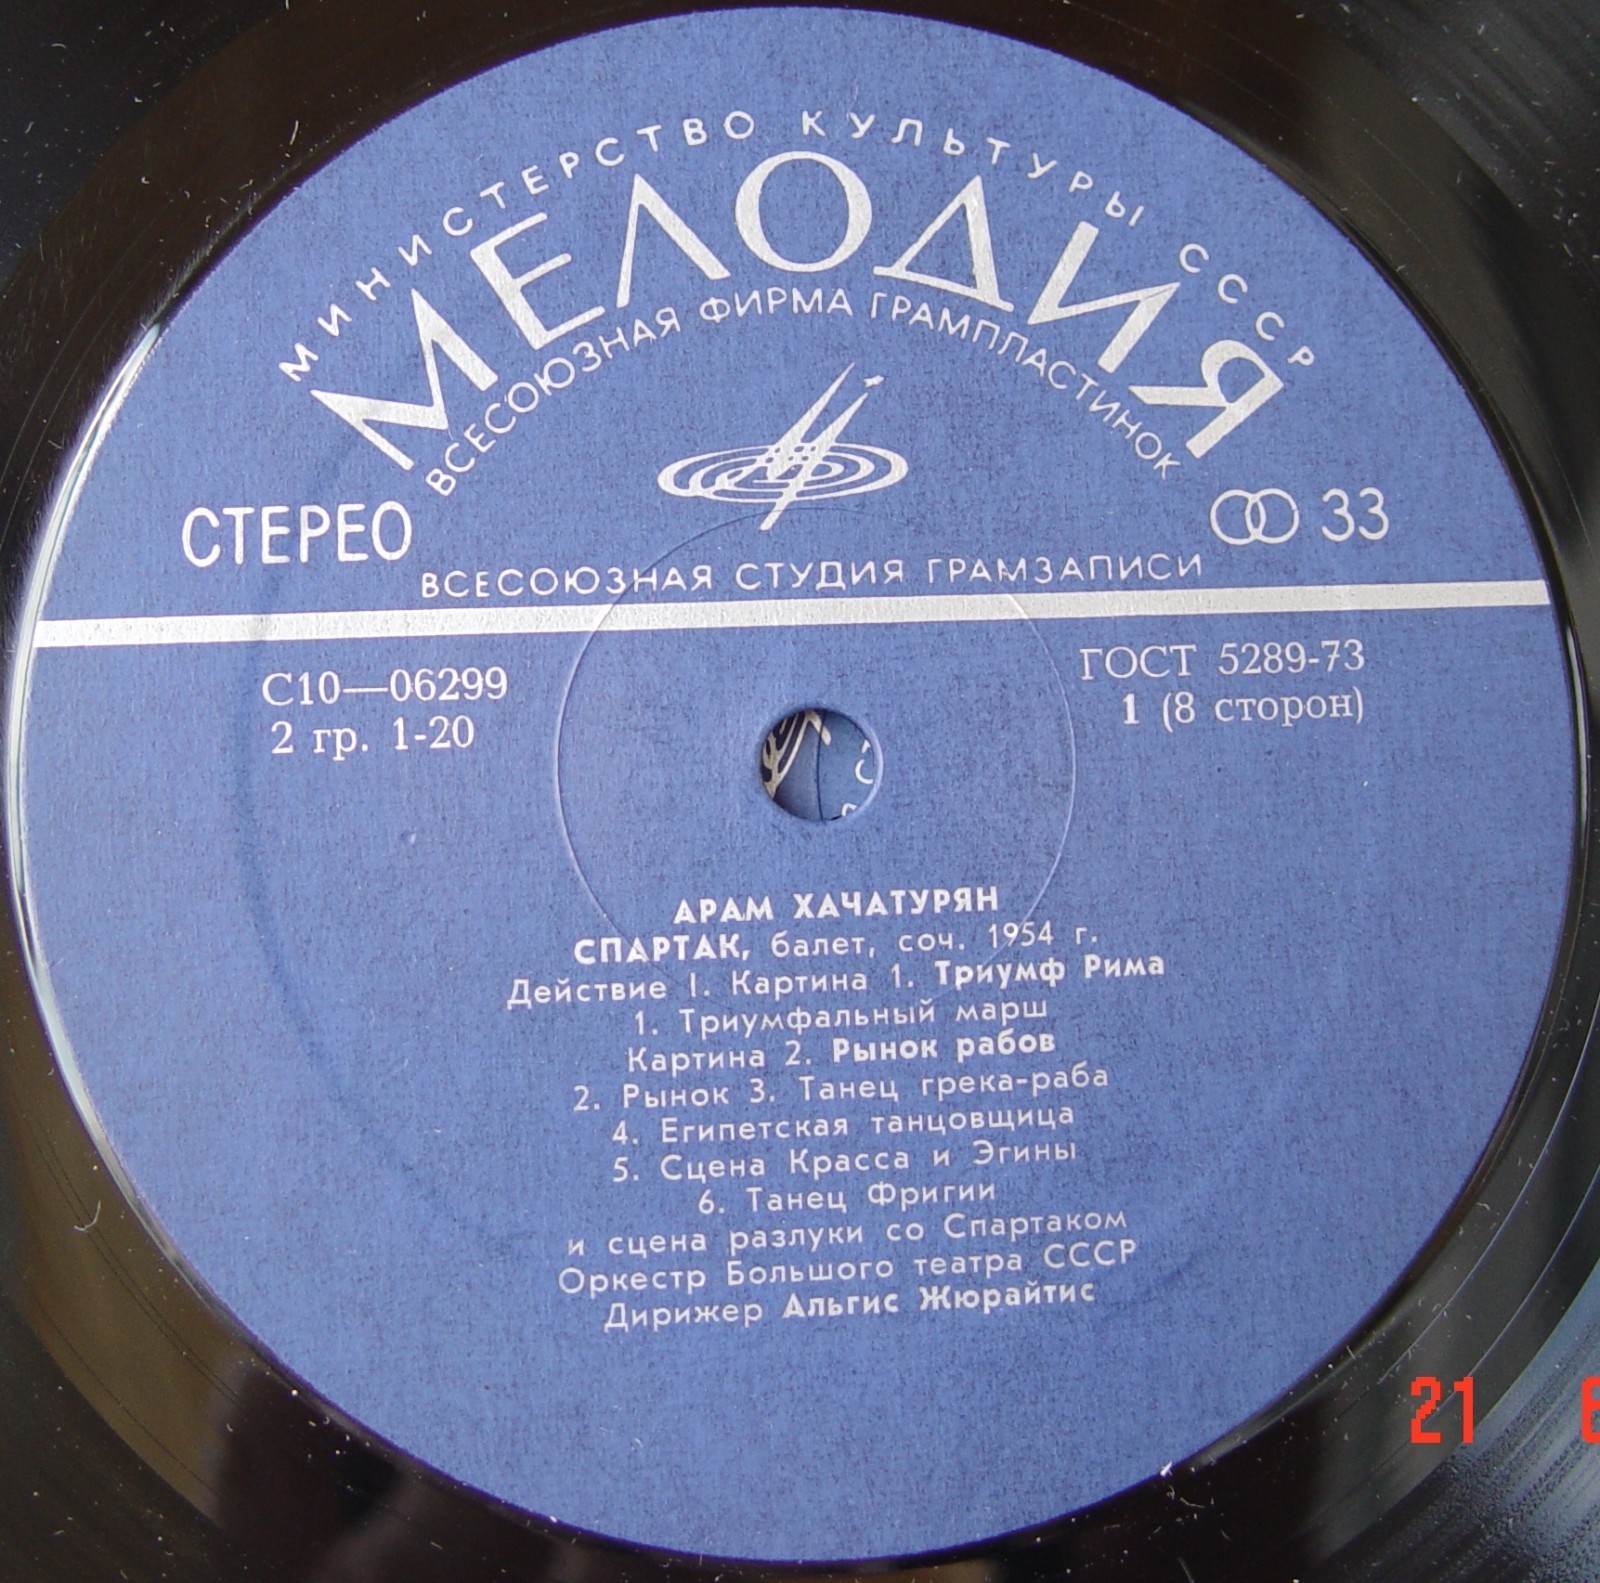 МИНИСТЕРСТВО КУЛЬТУРЫ СССР
МЕЛОДИЯ
ВСЕСОЮЗНАЯ ФИРМА ГРАМПЛАСТИНОК
СТЕРЕО
33
ВСЕСОЮЗНАЯ СТУДИЯ ГРАМЗАПИСИ
С10—06299
2 гр. 1-20
ГОСТ 5289-73
1 (8 сторон)
АРАМ ХАЧАТУРЯН
СПАРТАК, балет, соч. 1954 г.
Действие I. Картина 1. Триумф Рима
1. Триумфальный марш
Картина 2. Рынок рабов
2. Рынок 3. Танец грека-раба
4. Египетская танцовщица
5. Сцена Красса и Эгины
6. Танец Фригии
и сцена разлуки со Спартаком
Оркестр Большого театра СССР
Дирижер Альгис Жюрайтис
21